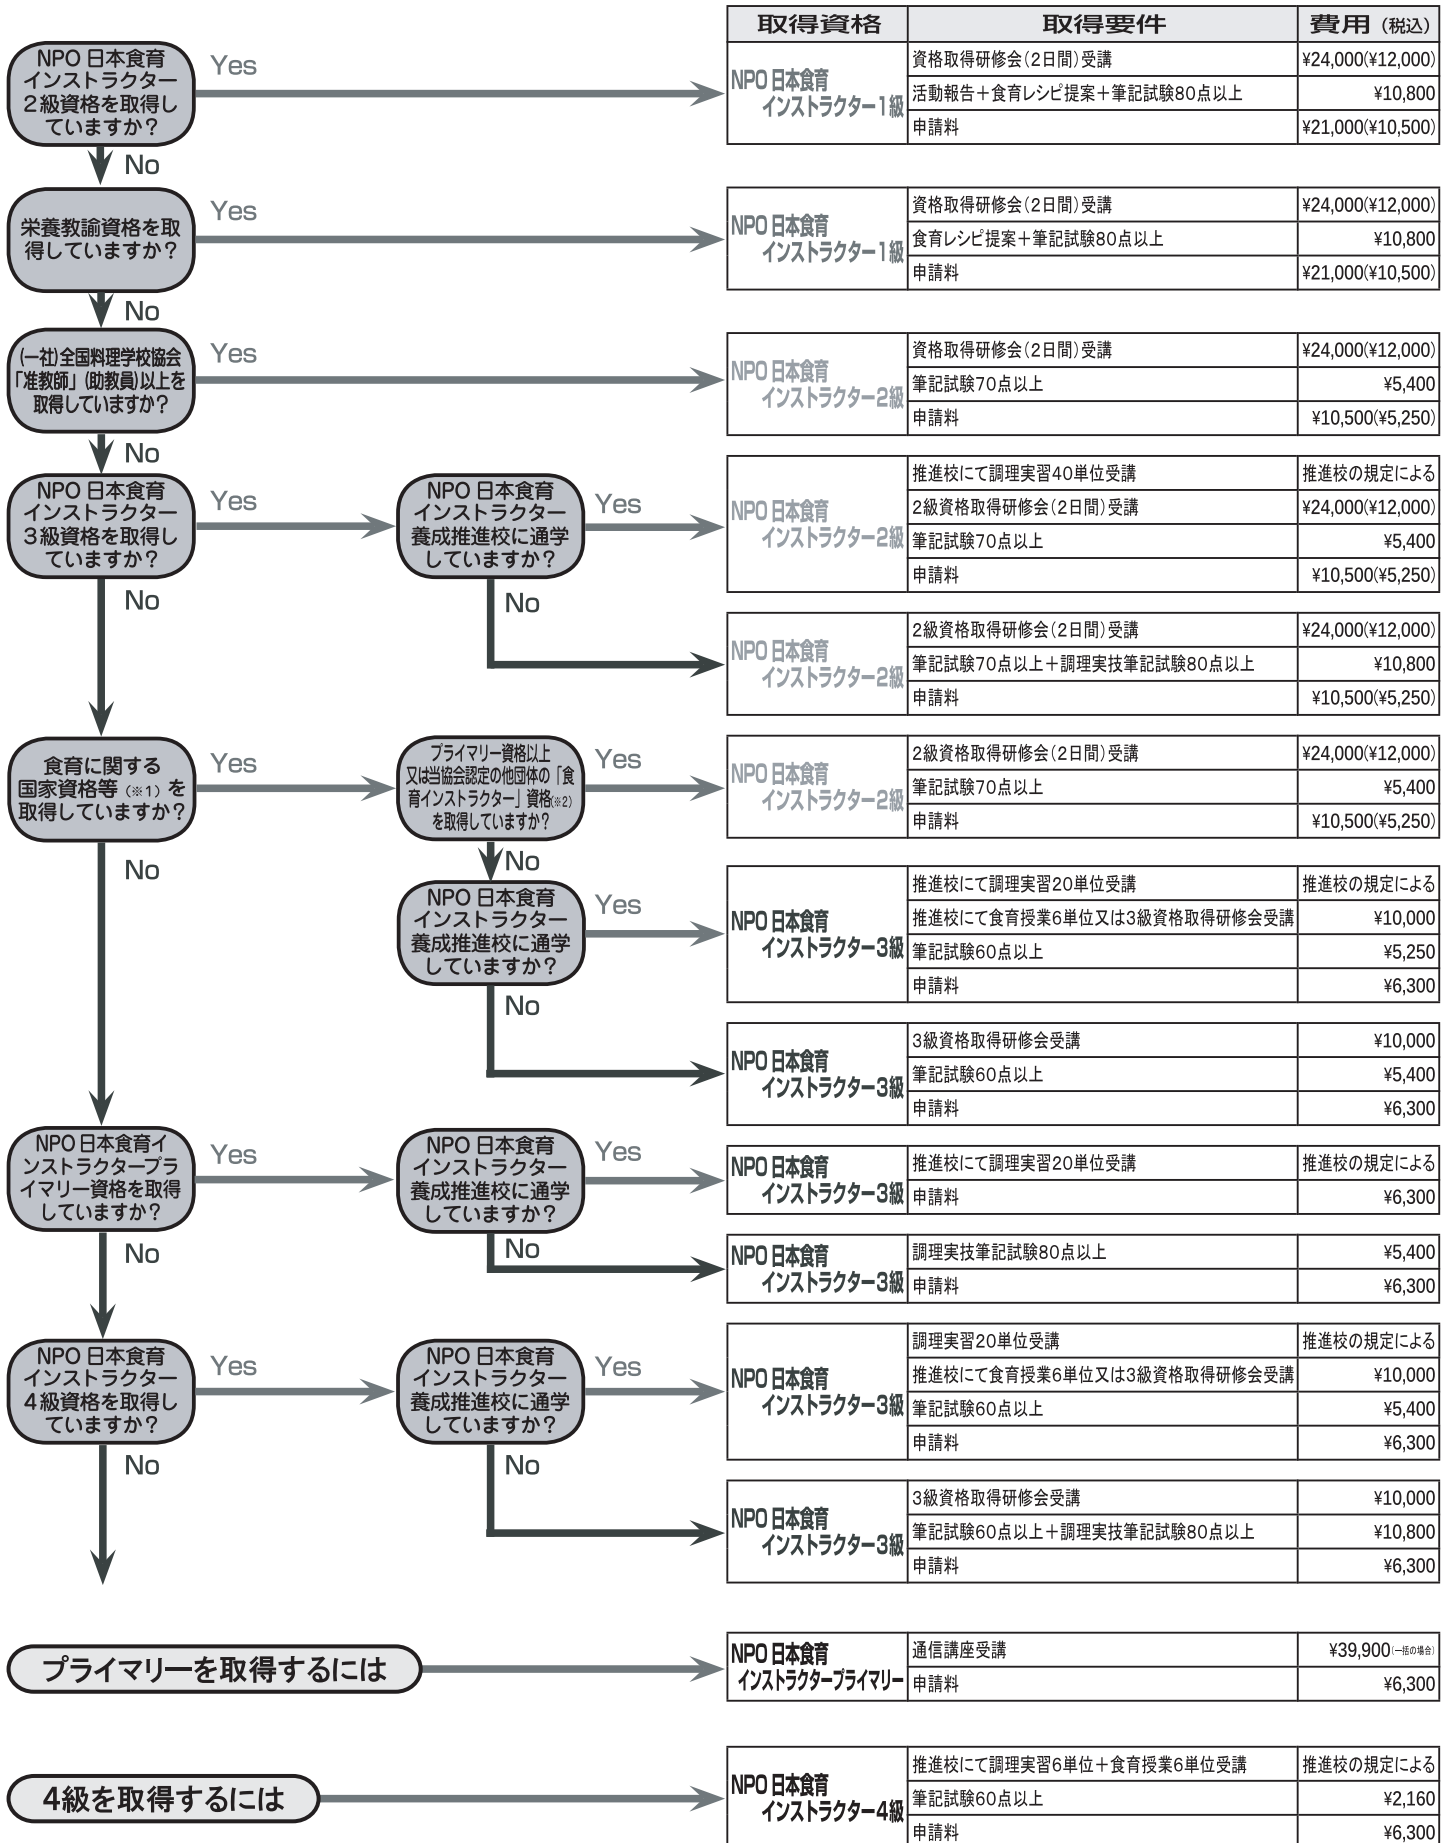 取得資格 取得要件 費用（税込）
NPO 日本食育
インストラクター
２級資格を取得し
ていますか？
Yes
No
NPO 日本食育
インストラクター1級
資格取得研修会（2日間）受講 ¥24,000(¥12,000)
活動報告＋食育レシピ提案＋筆記試験80点以上 ¥10,800
申請料 ¥21,000(¥10,500)
栄養教諭資格を取
得していますか？
Yes
No
NPO 日本食育
インストラクター1級
資格取得研修会（2日間）受講 ¥24,000(¥12,000)
食育レシピ提案＋筆記試験80点以上 ¥10,800
申請料 ¥21,000(¥10,500)
(一社)全国料理学校協会
「准教師」(助教員)以上を
取得していますか？
Yes
No
NPO 日本食育
インストラクター2級
資格取得研修会（2日間）受講 ¥24,000(¥12,000)
筆記試験70点以上 ¥5,400
申請料 ¥10,500(¥5,250)
NPO 日本食育
インストラクター
３級資格を取得し
ていますか？
Yes
No
NPO 日本食育
インストラクター
養成推進校に通学
していますか？
Yes
No
NPO 日本食育
インストラクター2級
推進校にて調理実習40単位受講 推進校の規定による
2級資格取得研修会（2日間）受講 ¥24,000(¥12,000)
筆記試験70点以上 ¥5,400
申請料 ¥10,500(¥5,250)
NPO 日本食育
インストラクター2級
2級資格取得研修会（2日間）受講 ¥24,000(¥12,000)
筆記試験70点以上＋調理実技筆記試験80点以上 ¥10,800
申請料 ¥10,500(¥5,250)
食育に関する
国家資格等（※1）を
取得していますか？
Yes
No
プライマリー資格以上
又は当協会認定の他団体の「食
育インストラクター」資格(※2)
を取得していますか？
Yes
No
NPO 日本食育
インストラクター2級
2級資格取得研修会（2日間）受講 ¥24,000(¥12,000)
筆記試験70点以上 ¥5,400
申請料 ¥10,500(¥5,250)
NPO 日本食育
インストラクター
養成推進校に通学
していますか？
Yes
No
NPO 日本食育
インストラクター3級
推進校にて調理実習20単位受講 推進校の規定による
推進校にて食育授業6単位又は3級資格取得研修会受講 ¥10,000
筆記試験60点以上 ¥5,250
申請料 ¥6,300
NPO 日本食育
インストラクター3級
3級資格取得研修会受講 ¥10,000
筆記試験60点以上 ¥5,400
申請料 ¥6,300
NPO 日本食育イ
ンストラクタープラ
イマリー資格を取得
していますか？
Yes
No
NPO 日本食育
インストラクター
養成推進校に通学
していますか？
Yes
No
NPO 日本食育
インストラクター3級
推進校にて調理実習20単位受講 推進校の規定による
申請料 ¥6,300
NPO 日本食育
インストラクター3級
調理実技筆記試験80点以上 ¥5,400
申請料 ¥6,300
NPO 日本食育
インストラクター
４級資格を取得し
ていますか？
Yes
No
NPO 日本食育
インストラクター
養成推進校に通学
していますか？
Yes
No
NPO 日本食育
インストラクター3級
調理実習20単位受講 推進校の規定による
推進校にて食育授業6単位又は3級資格取得研修会受講 ¥10,000
筆記試験60点以上 ¥5,400
申請料 ¥6,300
NPO 日本食育
インストラクター3級
3級資格取得研修会受講 ¥10,000
筆記試験60点以上＋調理実技筆記試験80点以上 ¥10,800
申請料 ¥6,300
プライマリーを取得するには
NPO 日本食育
インストラクタープライマリー
通信講座受講 ¥39,900(一括の場合)
申請料 ¥6,300
4級を取得するには
NPO 日本食育
インストラクター4級
推進校にて調理実習6単位＋食育授業6単位受講 推進校の規定による
筆記試験60点以上 ¥2,160
申請料 ¥6,300